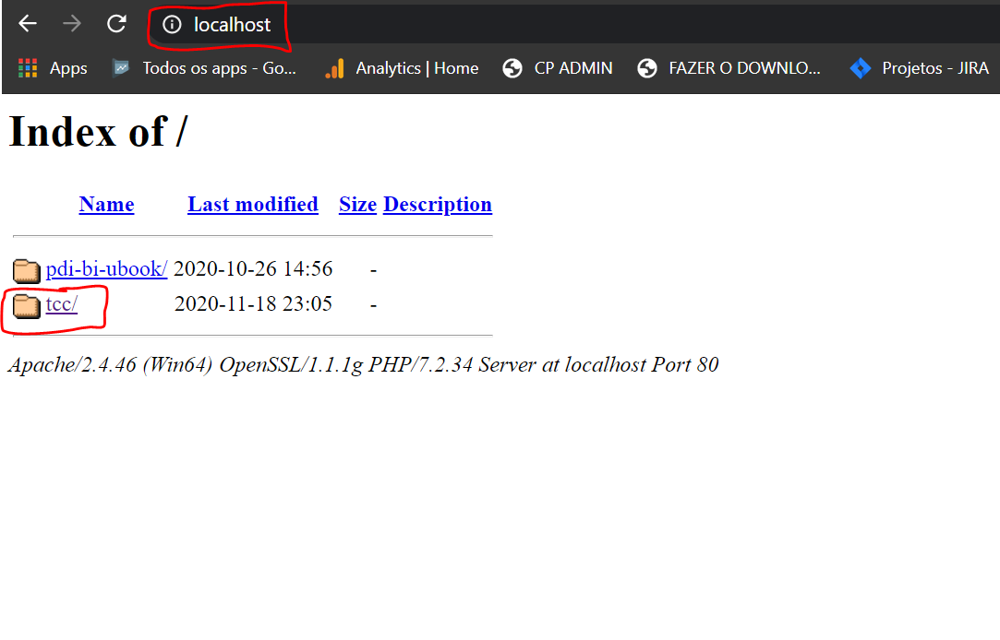 localhost
Apps Todos os apps - Go... Analytics | Home CP ADMIN FAZER O DOWNLO... Projetos - JIRA
Index of /
Name Last modified Size Description
pdi-bi-ubook/ 2020-10-26 14:56 -
tcc/ 2020-11-18 23:05 -
Apache/2.4.46 (Win64) OpenSSL/1.1.1g PHP/7.2.34 Server at localhost Port 80